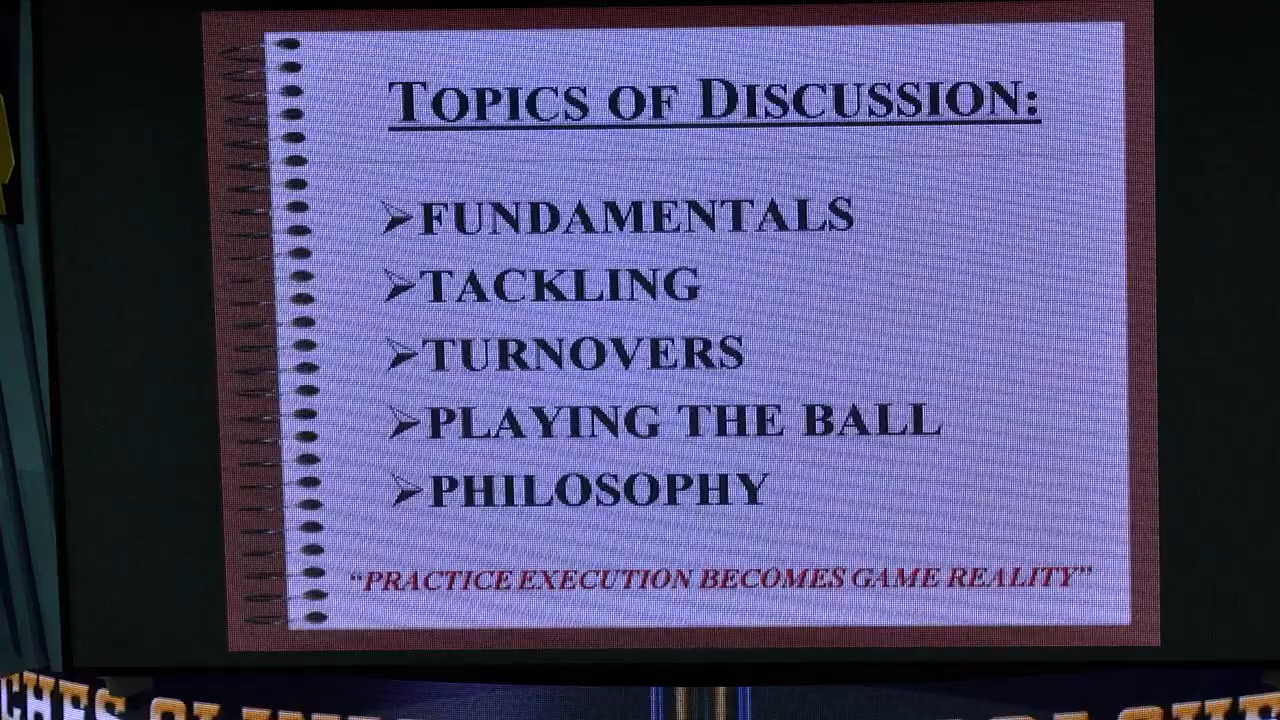 TOPICS OF DISCUSSION:
➢FUNDAMENTALS
➢TACKLING
➢TURNOVERS
➢PLAYING THE BALL
➢PHILOSOPHY
“PRACTICE EXECUTION BECOMES GAME REALITY”